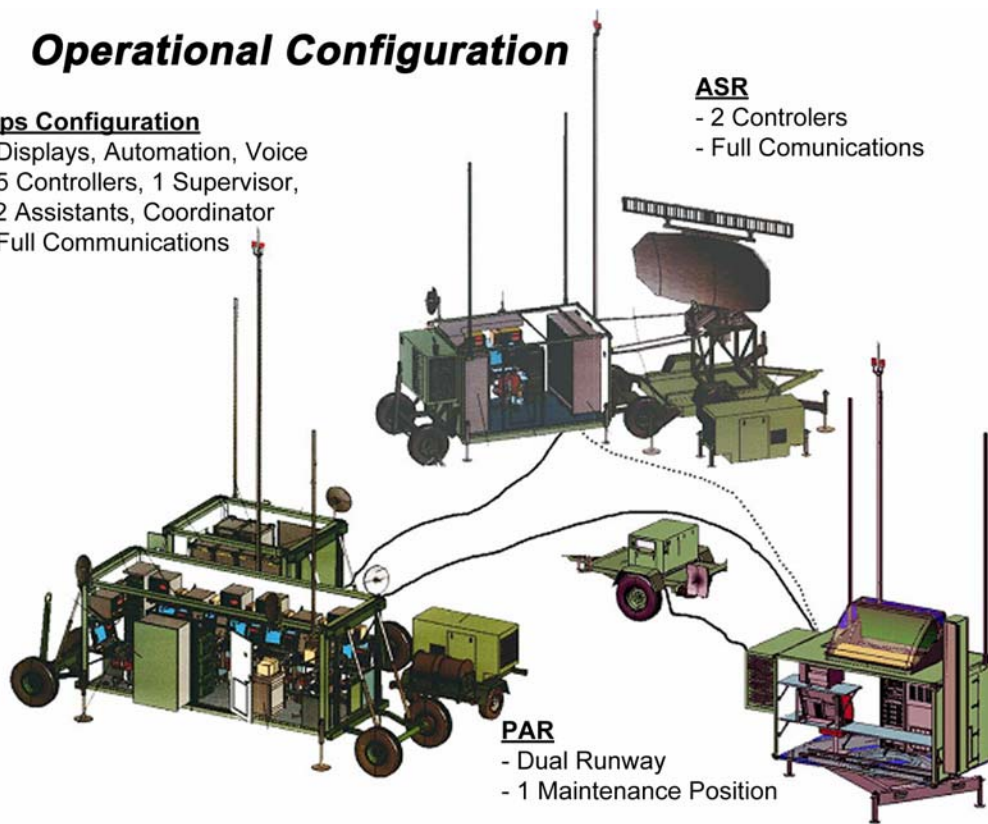 Operational Configuration
ps Configuration
Displays, Automation, Voice
5 Controllers, 1 Supervisor,
2 Assistants, Coordinator
Full Communications
ASR
- 2 Controlers
- Full Comunications
PAR
- Dual Runway
- 1 Maintenance Position